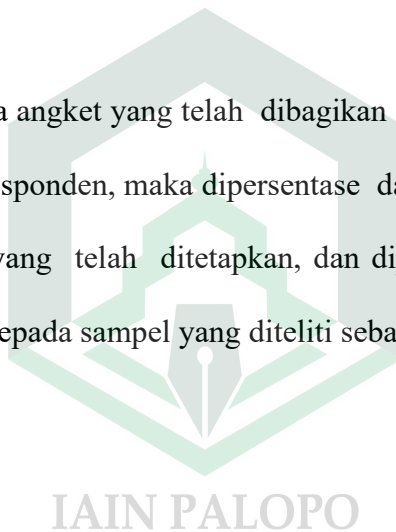 a angket yang telah dibagikan
sponden, maka dipersentase
yang telah ditetapkan, dan di
epada sampel yang diteliti seba
IAIN PALOPO